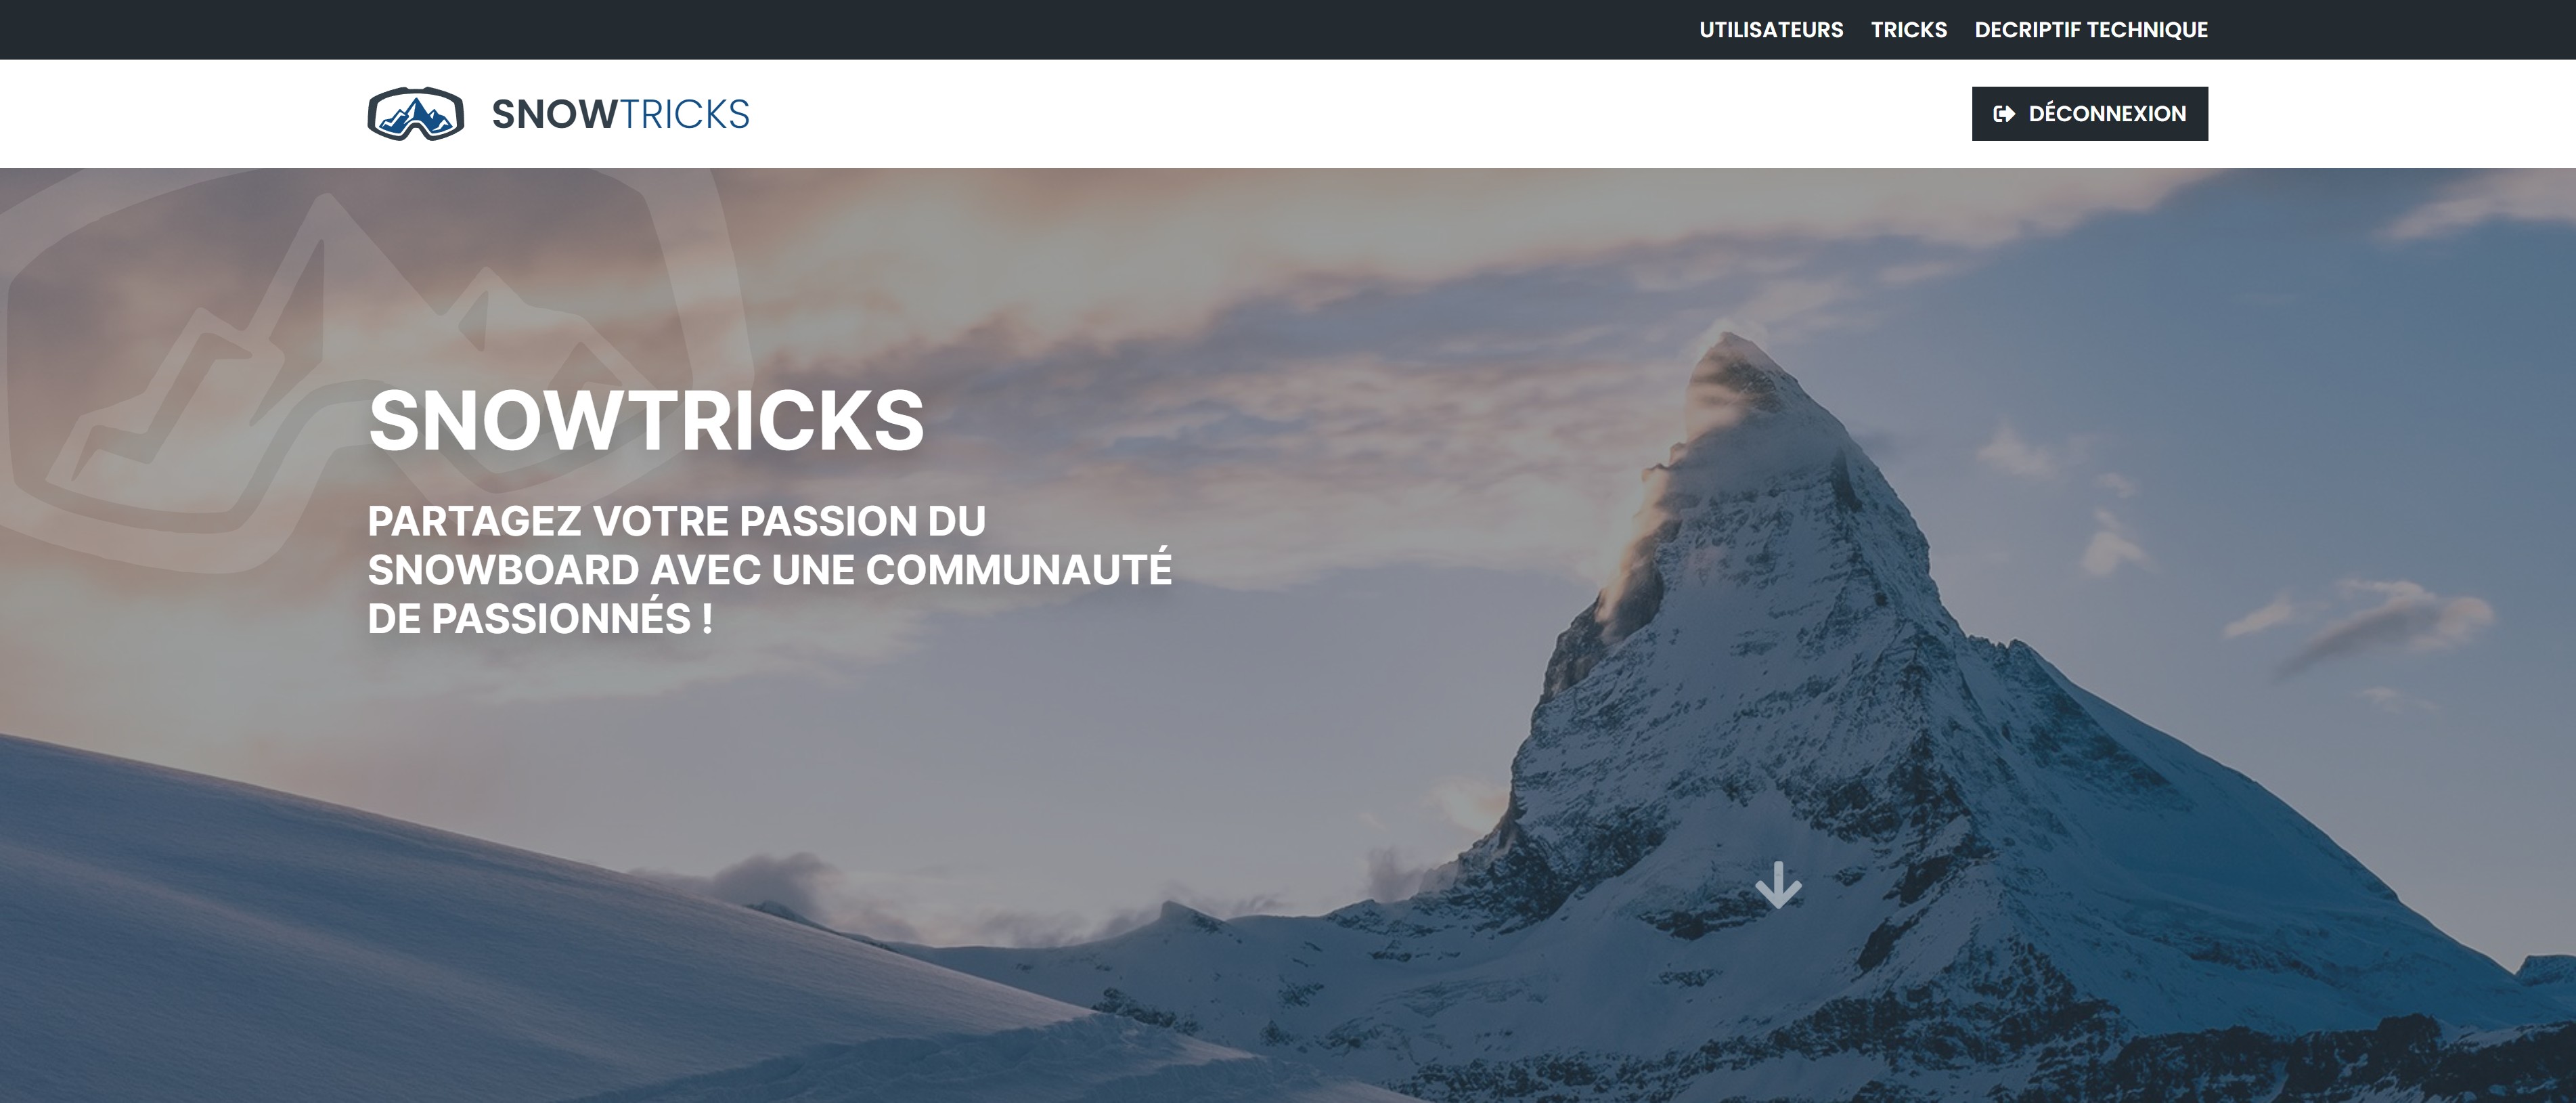 UTILISATEURS TRICKS DECRIPTIF TECHNIQUE
SNOWTRICKS
DÉCONNEXION
SNOWTRICKS
PARTAGEZ VOTRE PASSION DU
SNOWBOARD AVEC UNE COMMUNAUTÉ
DE PASSIONNÉS !